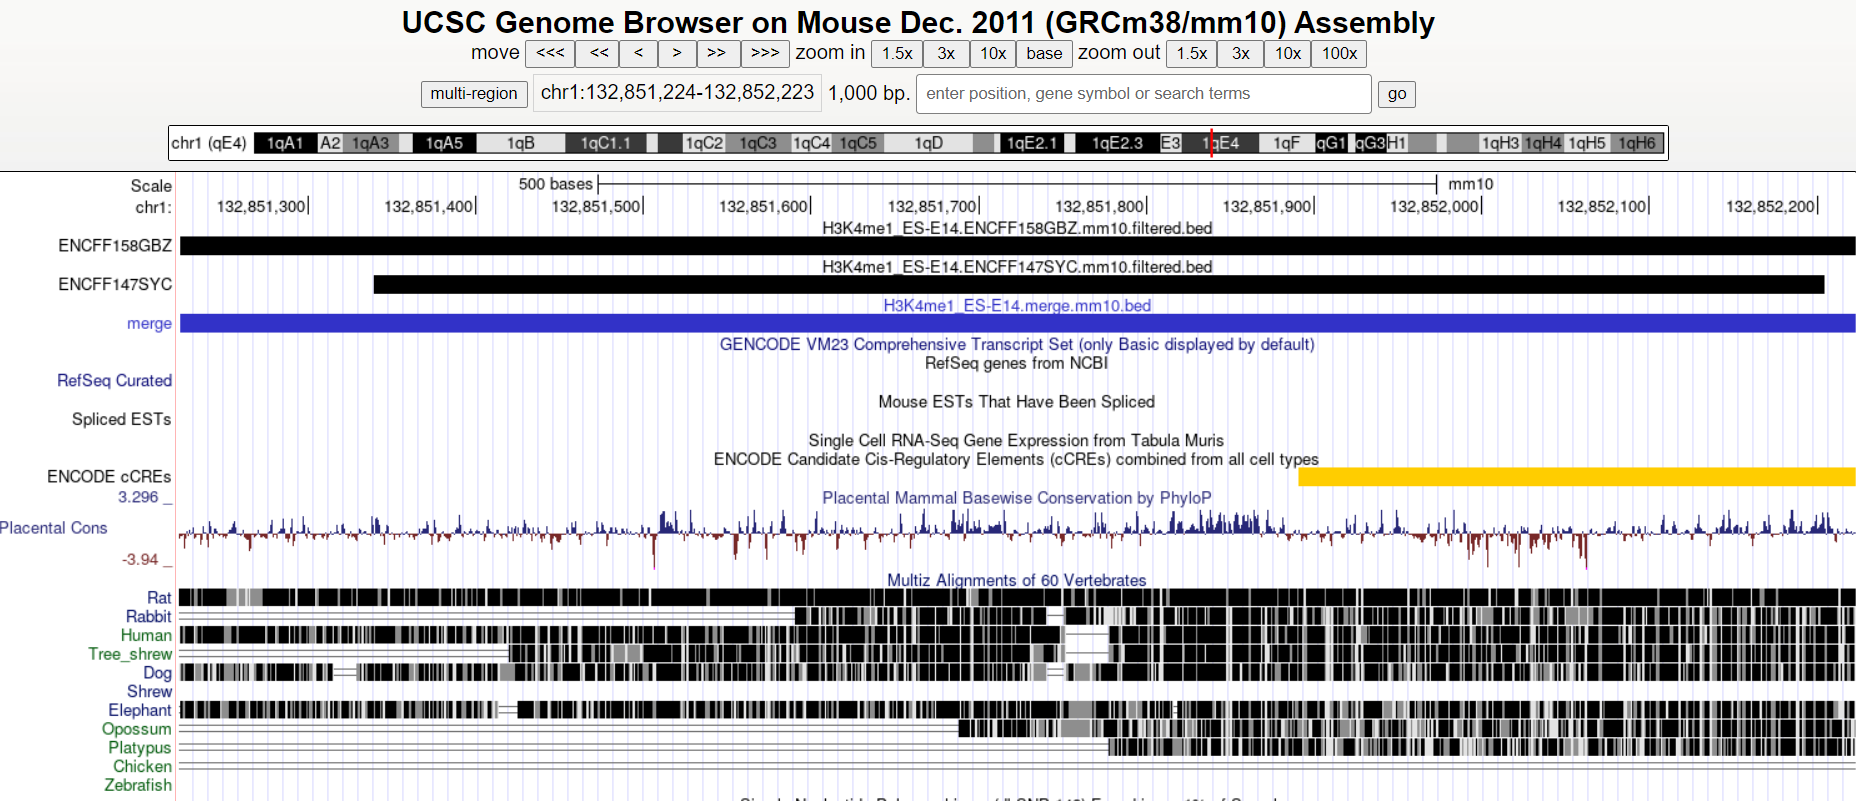 UCSC Genome Browser on Mouse Dec. 2011 (GRCm38/mm10) Assembly
move <<< << < > >> >>> zoom in 1.5x 3x 10x base zoom out 1.5x 3x 10x 100x
multi-region chr1:132,851,224-132,852,223 1,000 bp. enter position, gene symbol or search terms go
chr1 (qE4) 1qA1 A2 1qA3 1qA5 1qB 1qC1.1 1qC2 1qC3 1qC4 1qC5 1qD 1qE2.1 1qE2.3 E3 1qE4 1qF qG1 qG3 H1 1qH3 1qH4 1qH5 1qH6
Scale 500 bases mm10
chr1: 132,851,300 132,851,400 132,851,500 132,851,600 132,851,700 132,851,800 132,851,900 132,852,000 132,852,100 132,852,200
H3K4me1_ES-E14.ENCFF158GBZ.mm10.filtered.bed
ENCFF158GBZ
H3K4me1_ES-E14.ENCFF147SYC.mm10.filtered.bed
ENCFF147SYC
H3K4me1_ES-E14.merge.mm10.bed
merge
GENCODE VM23 Comprehensive Transcript Set (only Basic displayed by default)
RefSeq genes from NCBI
RefSeq Curated
Mouse ESTs That Have Been Spliced
Spliced ESTs
Single Cell RNA-Seq Gene Expression from Tabula Muris
ENCODE Candidate Cis-Regulatory Elements (cCREs) combined from all cell types
ENCODE cCREs
3.296 _ Placental Mammal Basewise Conservation by PhyloP
Placental Cons
-3.94 _
Multiz Alignments of 60 Vertebrates
Rat
Rabbit
Human
Tree_shrew
Dog
Shrew
Elephant
Opossum
Platypus
Chicken
Zebrafish